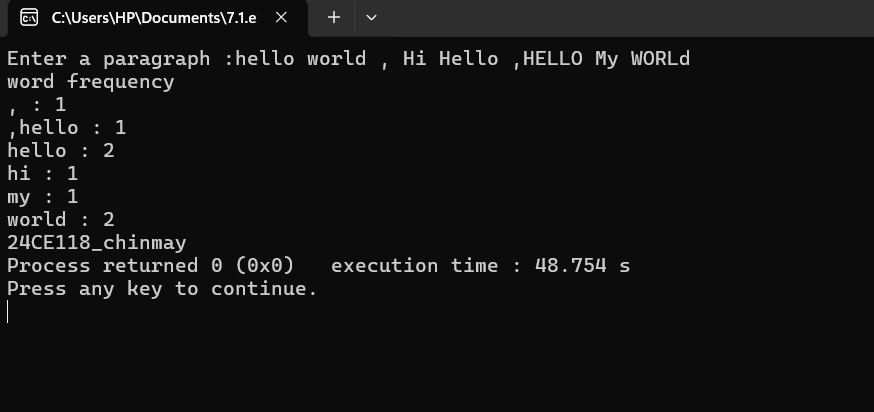 C:\Users\HP\Documents\7.1.e
Enter a paragraph :hello world , Hi Hello ,HELLO My WORLd
word frequency
, : 1
,hello : 1
hello : 2
hi : 1
my : 1
world : 2
24CE118_chinmay
Process returned 0 (0x0)   execution time : 48.754 s
Press any key to continue.